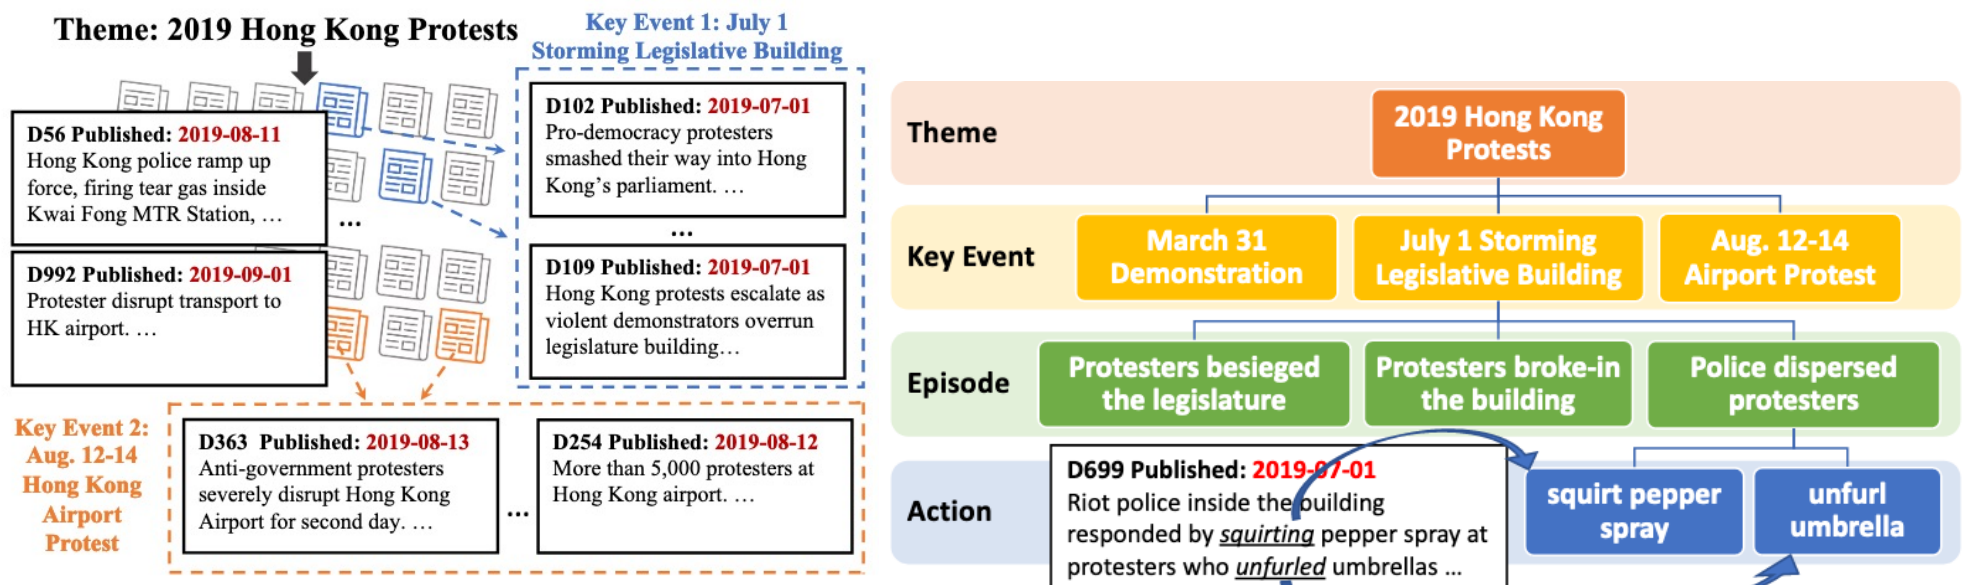 Theme: 2019 Hong Kong Protests
Key Event 1: July 1
Storming Legislative Building
D56 Published: 2019-08-11
Hong Kong police ramp up
force, firing tear gas inside
Kwai Fong MTR Station, …
...
D992 Published: 2019-09-01
Protester disrupt transport to
HK airport. …
D102 Published: 2019-07-01
Pro-democracy protesters
smashed their way into Hong
Kong’s parliament. …
...
D109 Published: 2019-07-01
Hong Kong protests escalate as
violent demonstrators overrun
legislature building…
Key Event 2:
Aug. 12-14
Hong Kong
Airport
Protest
D363 Published: 2019-08-13
Anti-government protesters
severely disrupt Hong Kong
Airport for second day. …
...
D254 Published: 2019-08-12
More than 5,000 protesters at
Hong Kong airport. …
Theme
2019 Hong Kong
Protests
Key Event
March 31
Demonstration
July 1 Storming
Legislative Building
Aug. 12-14
Airport Protest
Episode
Protesters besieged
the legislature
Protesters broke-in
the building
Police dispersed
protesters
Action
D699 Published: 2019-07-01
Riot police inside the building
responded by squirting pepper spray at
protesters who unfurled umbrellas ...
squirt pepper
spray
unfurl
umbrella